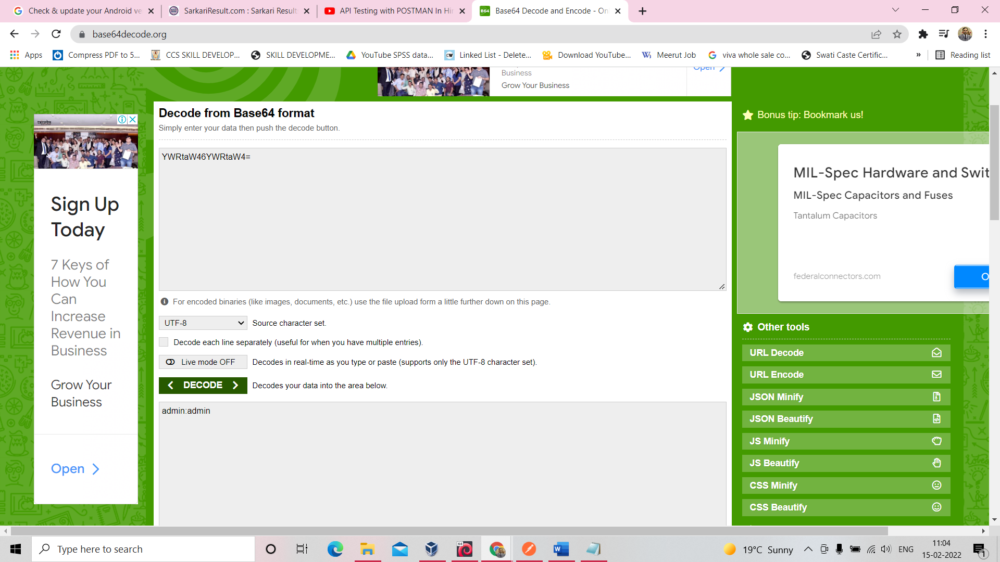 Check & update your Android ve
SarkariResult.com : Sarkari Result
API Testing with POSTMAN In Hin
B64 Base64 Decode and Encode - On
base64decode.org
Apps
Compress PDF to 5...
CCS SKILL DEVELOP...
SKILL DEVELOPME...
YouTube SPSS data...
Linked List - Delete...
Download YouTube...
Meerut Job
viva whole sale co...
Swati Caste Certific...
»
Reading list
Business
Grow Your Business
Open
Decode from Base64 format
Simply enter your data then push the decode button.
YWRtaW46YWRtaW4=
For encoded binaries (like images, documents, etc.) use the file upload form a little further down on this page.
UTF-8
Source character set.
Decode each line separately (useful for when you have multiple entries).
Live mode OFF
Decodes in real-time as you type or paste (supports only the UTF-8 character set).
DECODE
Decodes your data into the area below.
admin:admin
Sign Up
Today
7 Keys of
How You
Can
Increase
Revenue in
Business
Grow Your
Business
Open
Bonus tip: Bookmark us!
MIL-Spec Hardware and Swit
MIL-Spec Capacitors and Fuses
Tantalum Capacitors
federalconnectors.com
O
Other tools
URL Decode
URL Encode
JSON Minify
JSON Beautify
JS Minify
JS Beautify
CSS Minify
CSS Beautify
Type here to search
64
19°C Sunny
ENG
11:04
15-02-2022
1